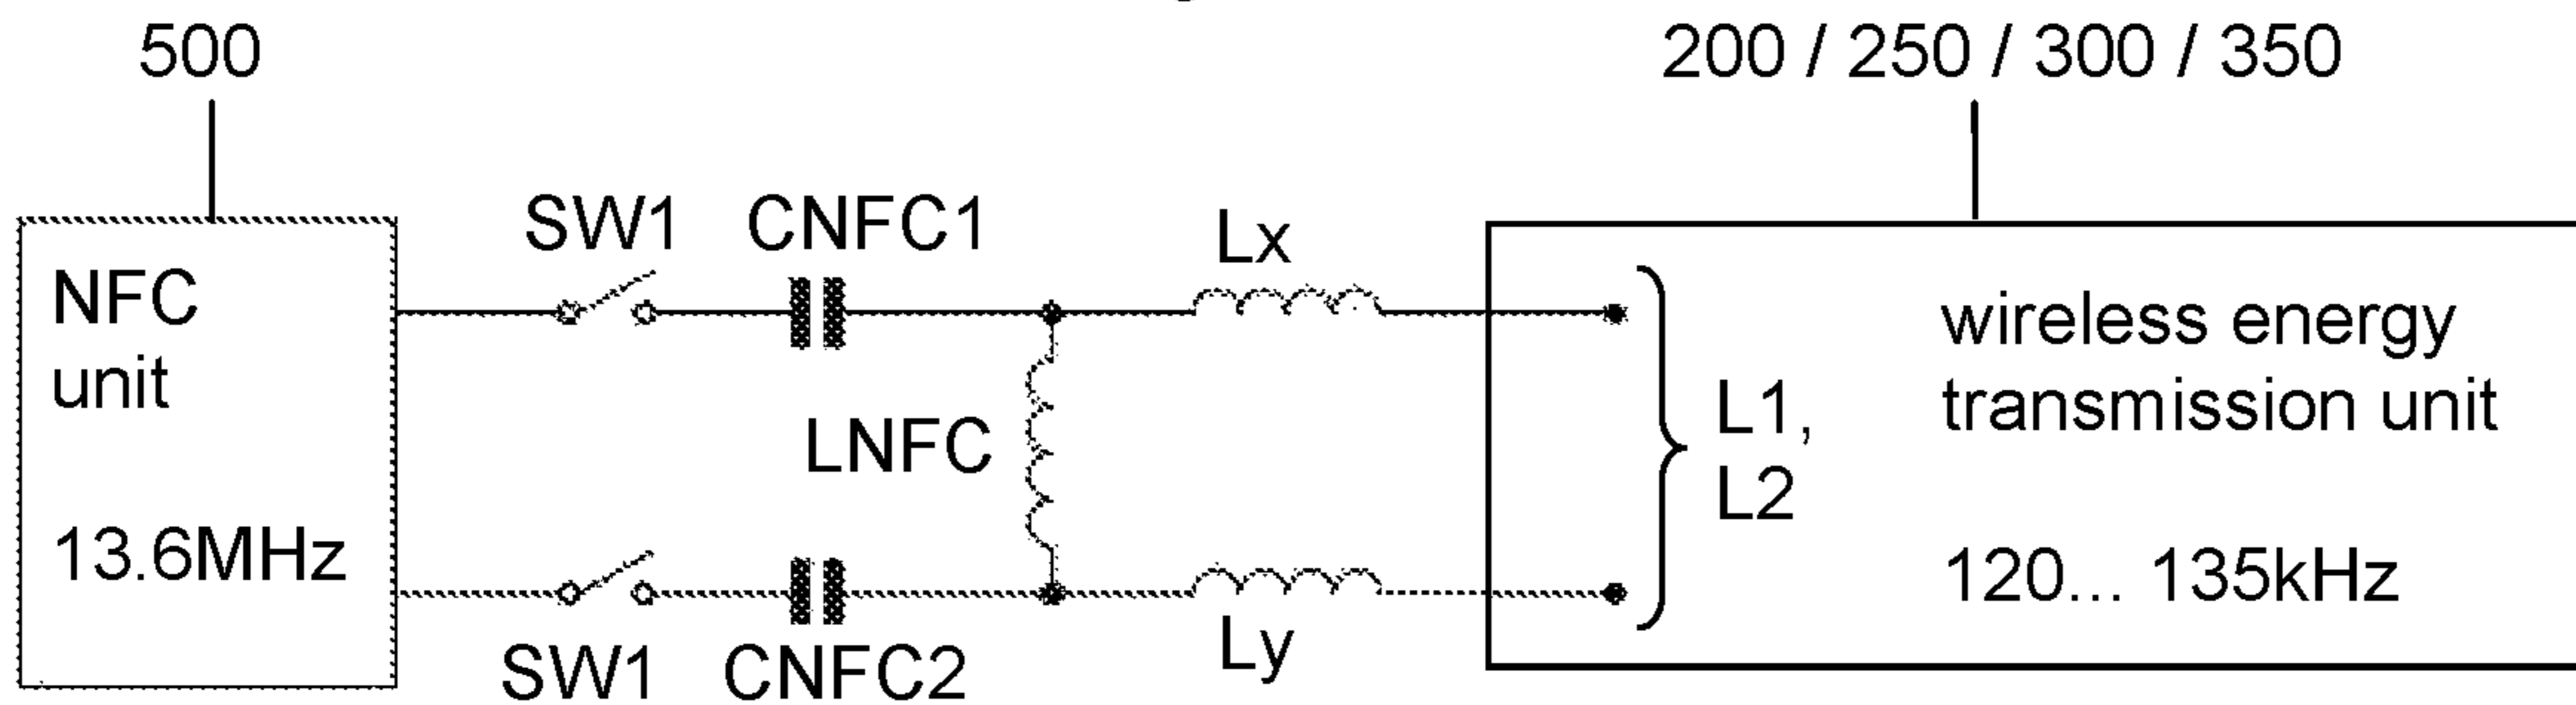 500
200 / 250 / 300 / 350
SW1
CNFC1
Lx
NFC
unit
13.6MHz
LNFC
L1,
L2
wireless energy
transmission unit
120... 135kHz
SW1
CNFC2
Ly